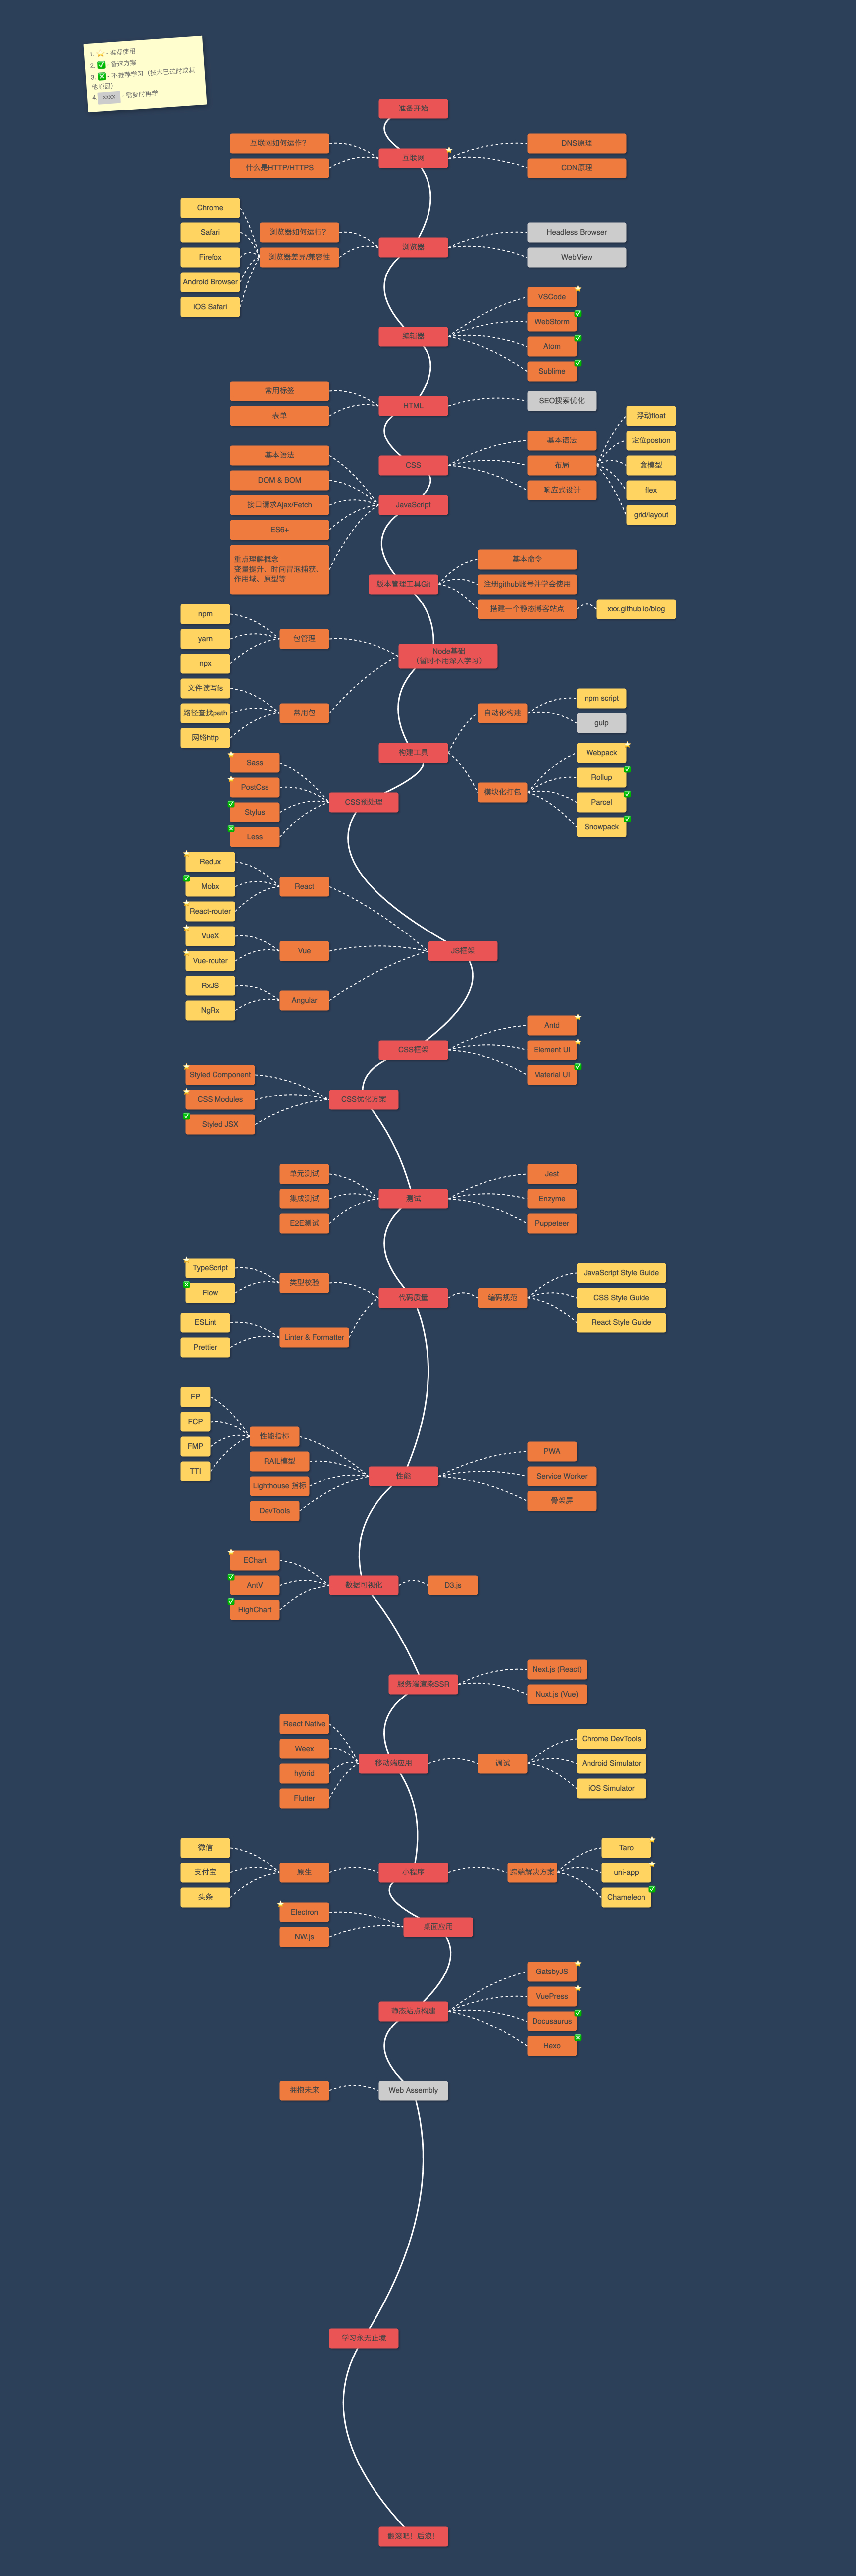 1. ⭐ - 推荐使用
2. ✅ - 备选方案
3. ❎ - 不推荐学习（技术已过时或其
他原因）
4. xxxx - 需要时再学
准备开始
互联网如何运作？
什么是HTTP/HTTPS
互联网
DNS原理
CDN原理
Chrome
Safari
Firefox
Android Browser
iOS Safari
浏览器如何运行？
浏览器差异/兼容性
浏览器
Headless Browser
WebView
编辑器
VSCode
WebStorm
Atom
Sublime
常用标签
表单
HTML
SEO搜索优化
CSS
基本语法
布局
响应式设计
浮动float
定位postion
盒模型
flex
grid/layout
基本语法
DOM & BOM
接口请求Ajax/Fetch
ES6+
重点理解概念
变量提升、时间冒泡捕获、
作用域、原型等
JavaScript
版本管理工具Git
基本命令
注册github账号并学会使用
搭建一个静态博客站点
xxx.github.io/blog
npm
yarn
npx
包管理
文件读写fs
路径查找path
网络http
常用包
Node基础
（暂时不用深入学习）
构建工具
自动化构建
npm script
gulp
模块化打包
Webpack
Rollup
Parcel
Snowpack
Sass
PostCss
Stylus
Less
CSS预处理
Redux
Mobx
React-router
React
VueX
Vue-router
Vue
RxJS
NgRx
Angular
JS框架
CSS框架
Antd
Element UI
Material UI
Styled Component
CSS Modules
Styled JSX
CSS优化方案
单元测试
集成测试
E2E测试
测试
Jest
Enzyme
Puppeteer
TypeScript
Flow
类型校验
ESLint
Prettier
Linter & Formatter
代码质量
编码规范
JavaScript Style Guide
CSS Style Guide
React Style Guide
FP
FCP
FMP
TTI
性能指标
RAIL模型
Lighthouse 指标
DevTools
性能
PWA
Service Worker
骨架屏
EChart
AntV
HighChart
数据可视化
D3.js
服务端渲染SSR
Next.js (React)
Nuxt.js (Vue)
React Native
Weex
hybrid
Flutter
移动端应用
调试
Chrome DevTools
Android Simulator
iOS Simulator
微信
支付宝
头条
原生
小程序
跨端解决方案
Taro
uni-app
Chameleon
Electron
NW.js
桌面应用
静态站点构建
GatsbyJS
VuePress
Docusaurus
Hexo
拥抱未来
Web Assembly
学习永无止境
翻滚吧！后浪！